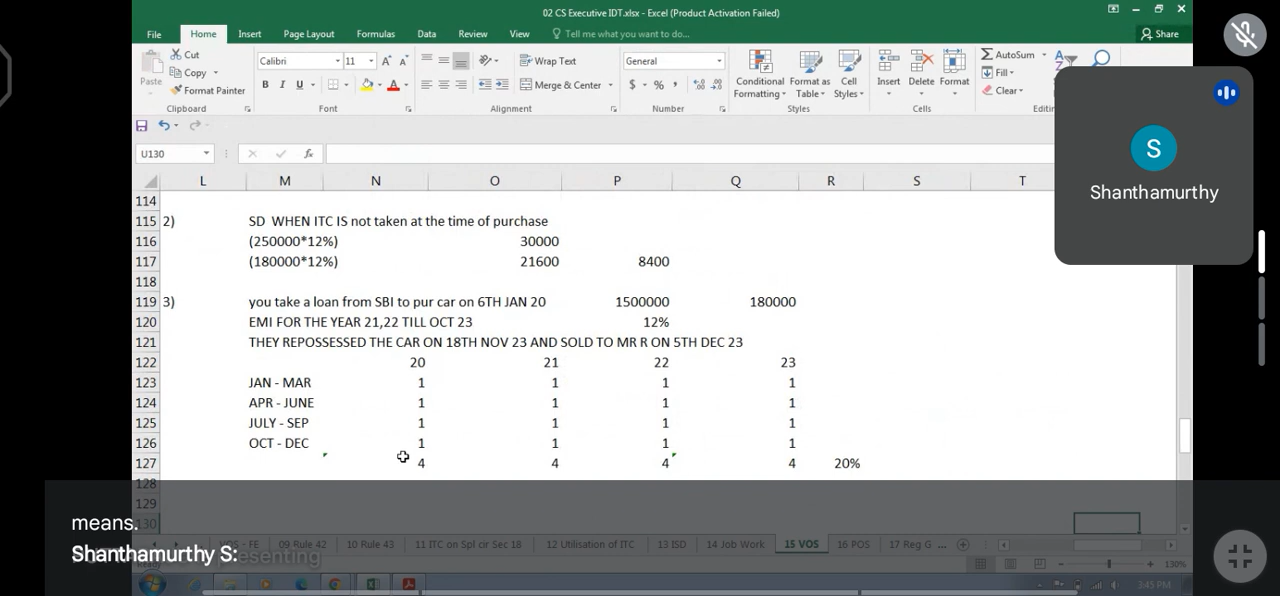 02 CS Executive IDT.xlsx - Excel (Product Activation Failed)
File Home Insert Page Layout Formulas Data Review View Tell me what you want to do... Share
Cut
Copy
Format Painter
Paste
Clipboard
Calibri 11
B I U
Font
Wrap Text
Merge & Center
Alignment
General
$ % ,
Number
Conditional Formatting
Format as Table
Cell Styles
Styles
Insert Delete Format
Cells
AutoSum
Fill
Clear
S
Shanthamurthy
U130 fx
L M N O P Q R S T
114
115 2) SD WHEN ITC IS not taken at the time of purchase
116 (250000*12%) 30000
117 (180000*12%) 21600 8400
118
119 3) you take a loan from SBI to pur car on 6TH JAN 20 1500000 180000
120 EMI FOR THE YEAR 21,22 TILL OCT 23 12%
121 THEY REPOSSESSED THE CAR ON 18TH NOV 23 AND SOLD TO MR R ON 5TH DEC 23
122 20 21 22 23
123 JAN - MAR 1 1 1 1
124 APR - JUNE 1 1 1 1
125 JULY - SEP 1 1 1 1
126 OCT - DEC 1 1 1 1
127 4 4 4 4 20%
128
129
130
means.
Shanthamurthy S:
09 Rule 42 10 Rule 43 11 ITC on Spl cir Sec 18 12 Utilisation of ITC 13 ISD 14 Job Work 15 VOS 16 POS 17 Reg G ...
130%
3:45 PM